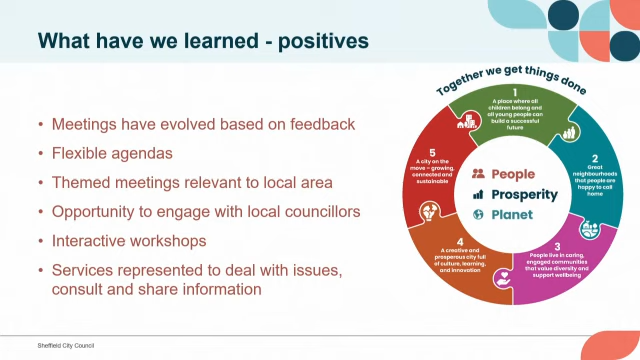 What have we learned - positives
• Meetings have evolved based on feedback
• Flexible agendas
• Themed meetings relevant to local area
• Opportunity to engage with local councillors
• Interactive workshops
• Services represented to deal with issues,
consult and share information
Together we get things done
1
A place where all
children belong and
all young people can
build a successful
future
2
Great
neighbourhoods
that people are
happy to call
home
3
People live in caring,
engaged communities
that value diversity and
support wellbeing
4
A creative and
prosperous city full
of culture, learning,
and innovation
5
A city on the
move – growing,
connected and
sustainable
People
Prosperity
Planet
Sheffield City Council